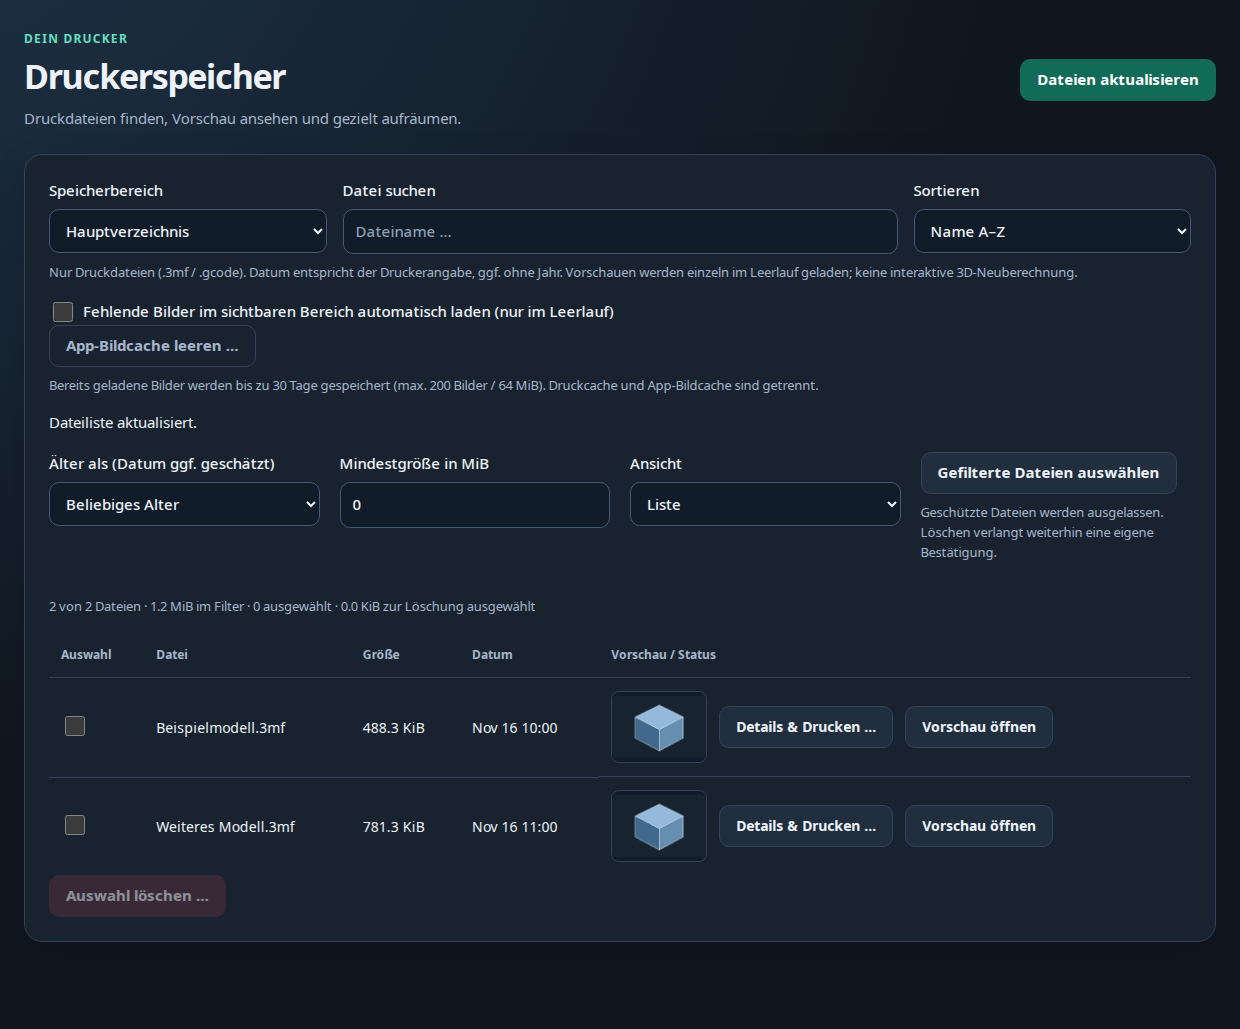 DEIN DRUCKER
Druckerspeicher
Dateien aktualisieren
Druckdateien finden, Vorschau ansehen und gezielt aufräumen.
Speicherbereich
Datei suchen
Sortieren
Hauptverzeichnis
Dateiname ...
Name A–Z
Nur Druckdateien (.3mf / .gcode). Datum entspricht der Druckerangabe, ggf. ohne Jahr. Vorschauen werden einzeln im Leerlauf geladen; keine interaktive 3D-Neuberechnung.
Fehlende Bilder im sichtbaren Bereich automatisch laden (nur im Leerlauf)
App-Bildcache leeren ...
Bereits geladene Bilder werden bis zu 30 Tage gespeichert (max. 200 Bilder / 64 MiB). Druckcache und App-Bildcache sind getrennt.
Dateiliste aktualisiert.
Älter als (Datum ggf. geschätzt)
Mindestgröße in MiB
Ansicht
Gefilterte Dateien auswählen
Beliebiges Alter
0
Liste
Geschützte Dateien werden ausgelassen.
Löschen verlangt weiterhin eine eigene
Bestätigung.
2 von 2 Dateien · 1.2 MiB im Filter · 0 ausgewählt · 0.0 KiB zur Löschung ausgewählt
Auswahl Datei Größe Datum Vorschau / Status
Beispielmodell.3mf 488.3 KiB Nov 16 10:00 Details & Drucken ... Vorschau öffnen
Weiteres Modell.3mf 781.3 KiB Nov 16 11:00 Details & Drucken ... Vorschau öffnen
Auswahl löschen ...